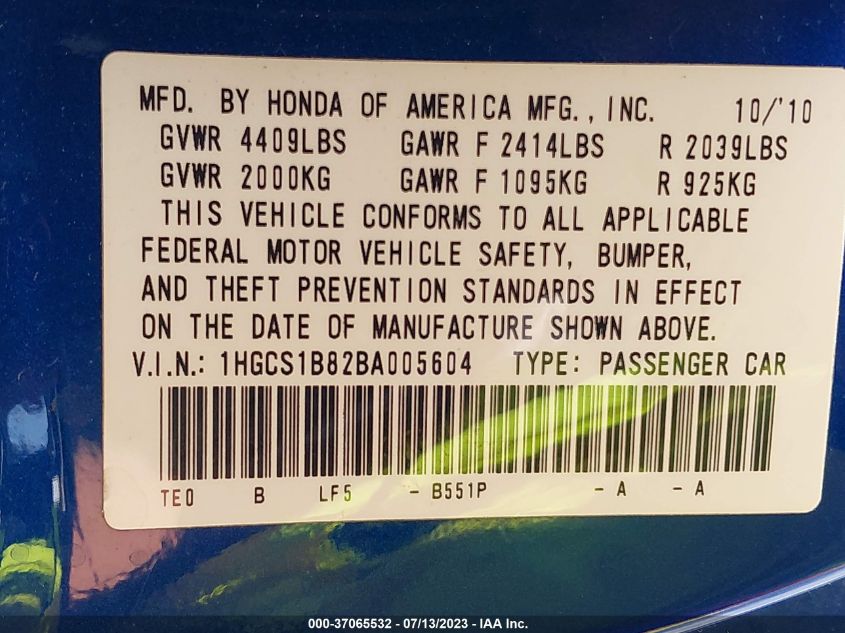 MFD. BY HONDA OF AMERICA MFG., INC. 10/'10
GVWR 4409LBS GAWR F 2414LBS R 2039LBS
GVWR 2000KG GAWR F 1095KG R 925KG
THIS VEHICLE CONFORMS TO ALL APPLICABLE
FEDERAL MOTOR VEHICLE SAFETY, BUMPER,
AND THEFT PREVENTION STANDARDS IN EFFECT
ON THE DATE OF MANUFACTURE SHOWN ABOVE.
V.I.N.: 1HGCS1B82BA005604 TYPE: PASSENGER CAR
TE0 B LF5 - B551P - A - A
000-37065532 - 07/13/2023 - IAA Inc.